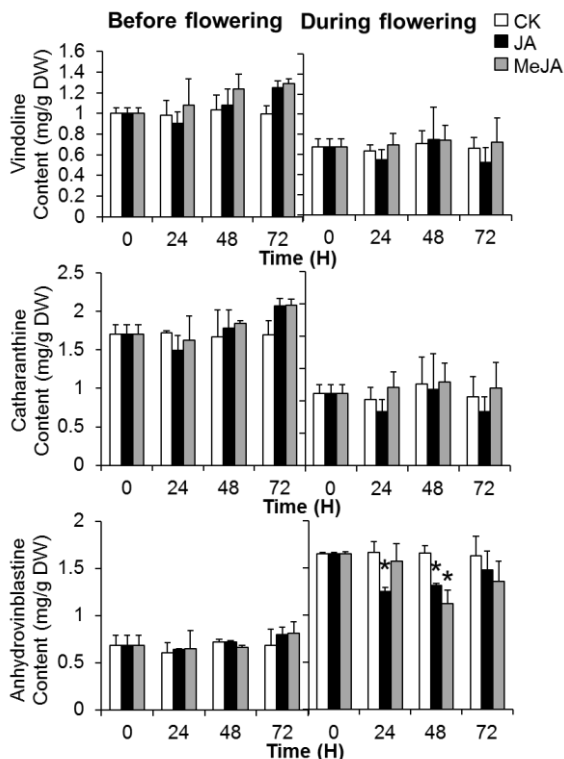 Before flowering During flowering
CK
JA
MeJA
Vindoline
Content (mg/g DW)
1.6
1.4
1.2
1
0.8
0.6
0.4
0.2
0
0 24 48 72 0 24 48 72
Time (H)
Catharanthine
Content (mg/g DW)
2.5
2
1.5
1
0.5
0
0 24 48 72 0 24 48 72
Time (H)
Anhydrovinblastine
Content (mg/g DW)
2
1.5
1
0.5
0
* * *
0 24 48 72 0 24 48 72
Time (H)